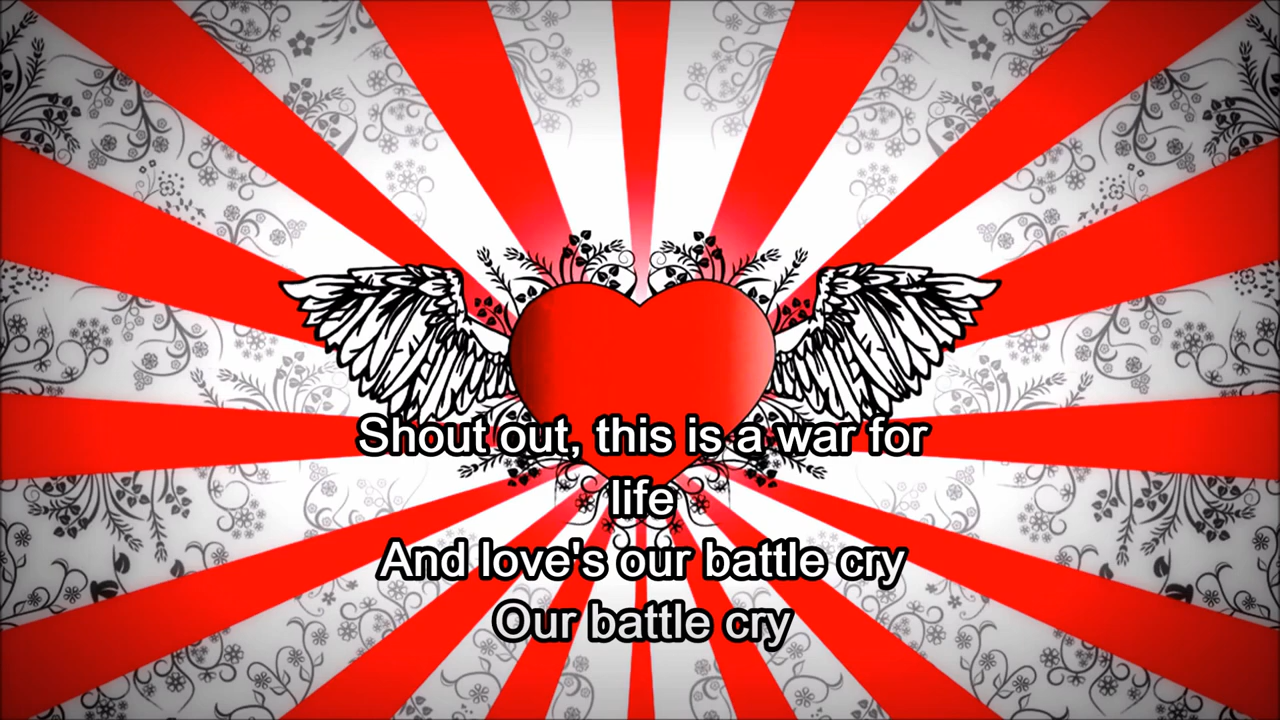 Shout out, this is a war for
life
And love's our battle cry
Our battle cry